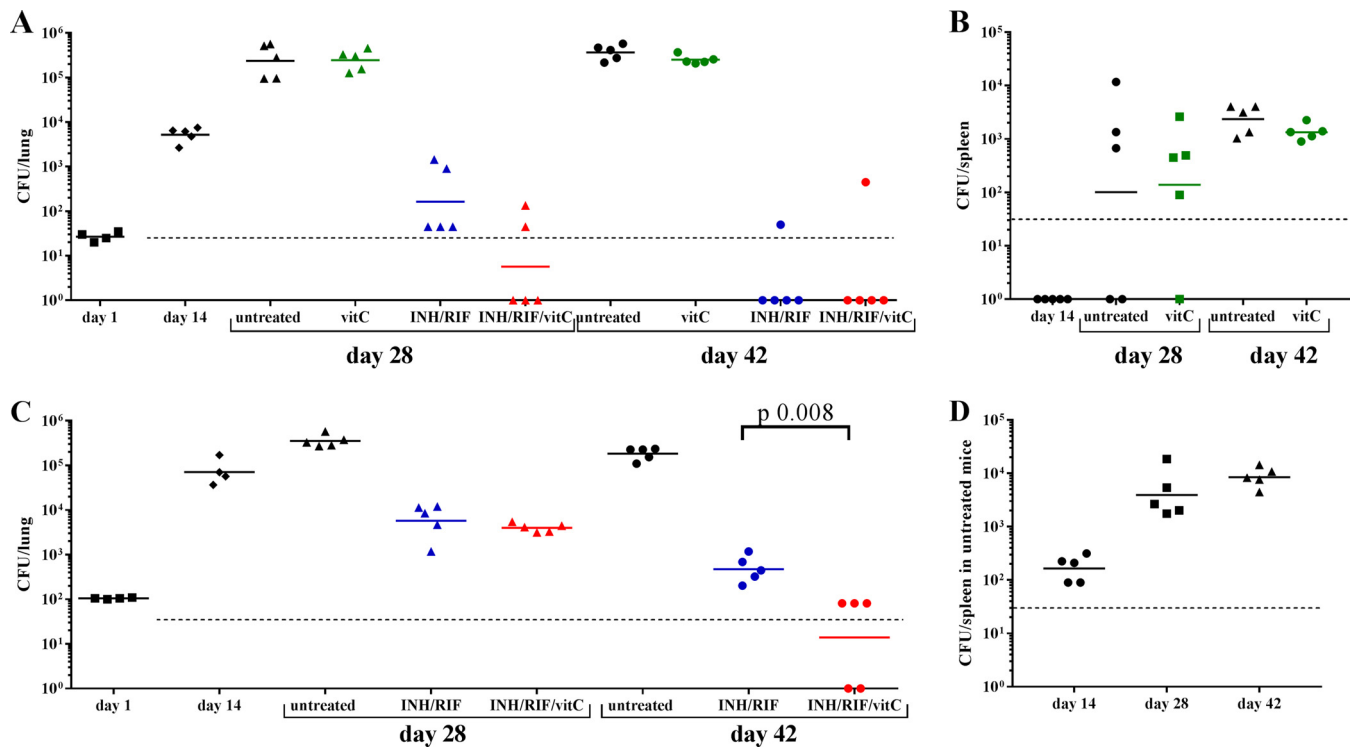 A
CFU/lung
10⁶
10⁵
10⁴
10³
10²
10¹
10⁰
day 1
day 14
untreated
vitC
INH/RIF
INH/RIF/vitC
untreated
vitC
INH/RIF
INH/RIF/vitC
day 28
day 42
B
CFU/spleen
10⁵
10⁴
10³
10²
10¹
10⁰
day 14
untreated
vitC
untreated
vitC
day 28
day 42
C
CFU/lung
10⁶
10⁵
10⁴
10³
10²
10¹
10⁰
p 0.008
day 1
day 14
untreated
INH/RIF
INH/RIF/vitC
untreated
INH/RIF
INH/RIF/vitC
day 28
day 42
D
CFU/spleen in untreated mice
10⁵
10⁴
10³
10²
10¹
10⁰
day 14
day 28
day 42